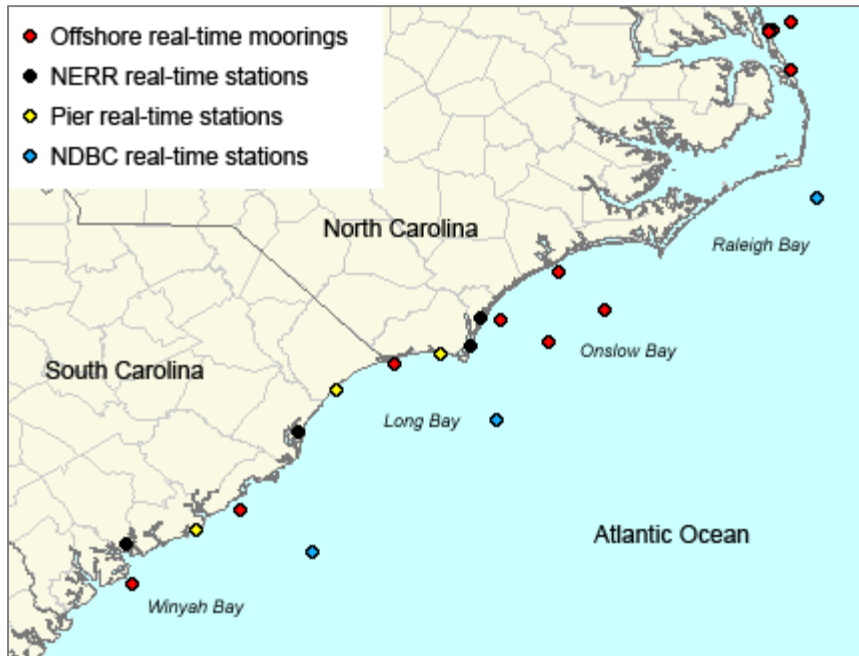 Offshore real-time moorings
NERR real-time stations
Pier real-time stations
NDBC real-time stations
North Carolina
Raleigh Bay
Onslow Bay
South Carolina
Long Bay
Atlantic Ocean
Winyah Bay